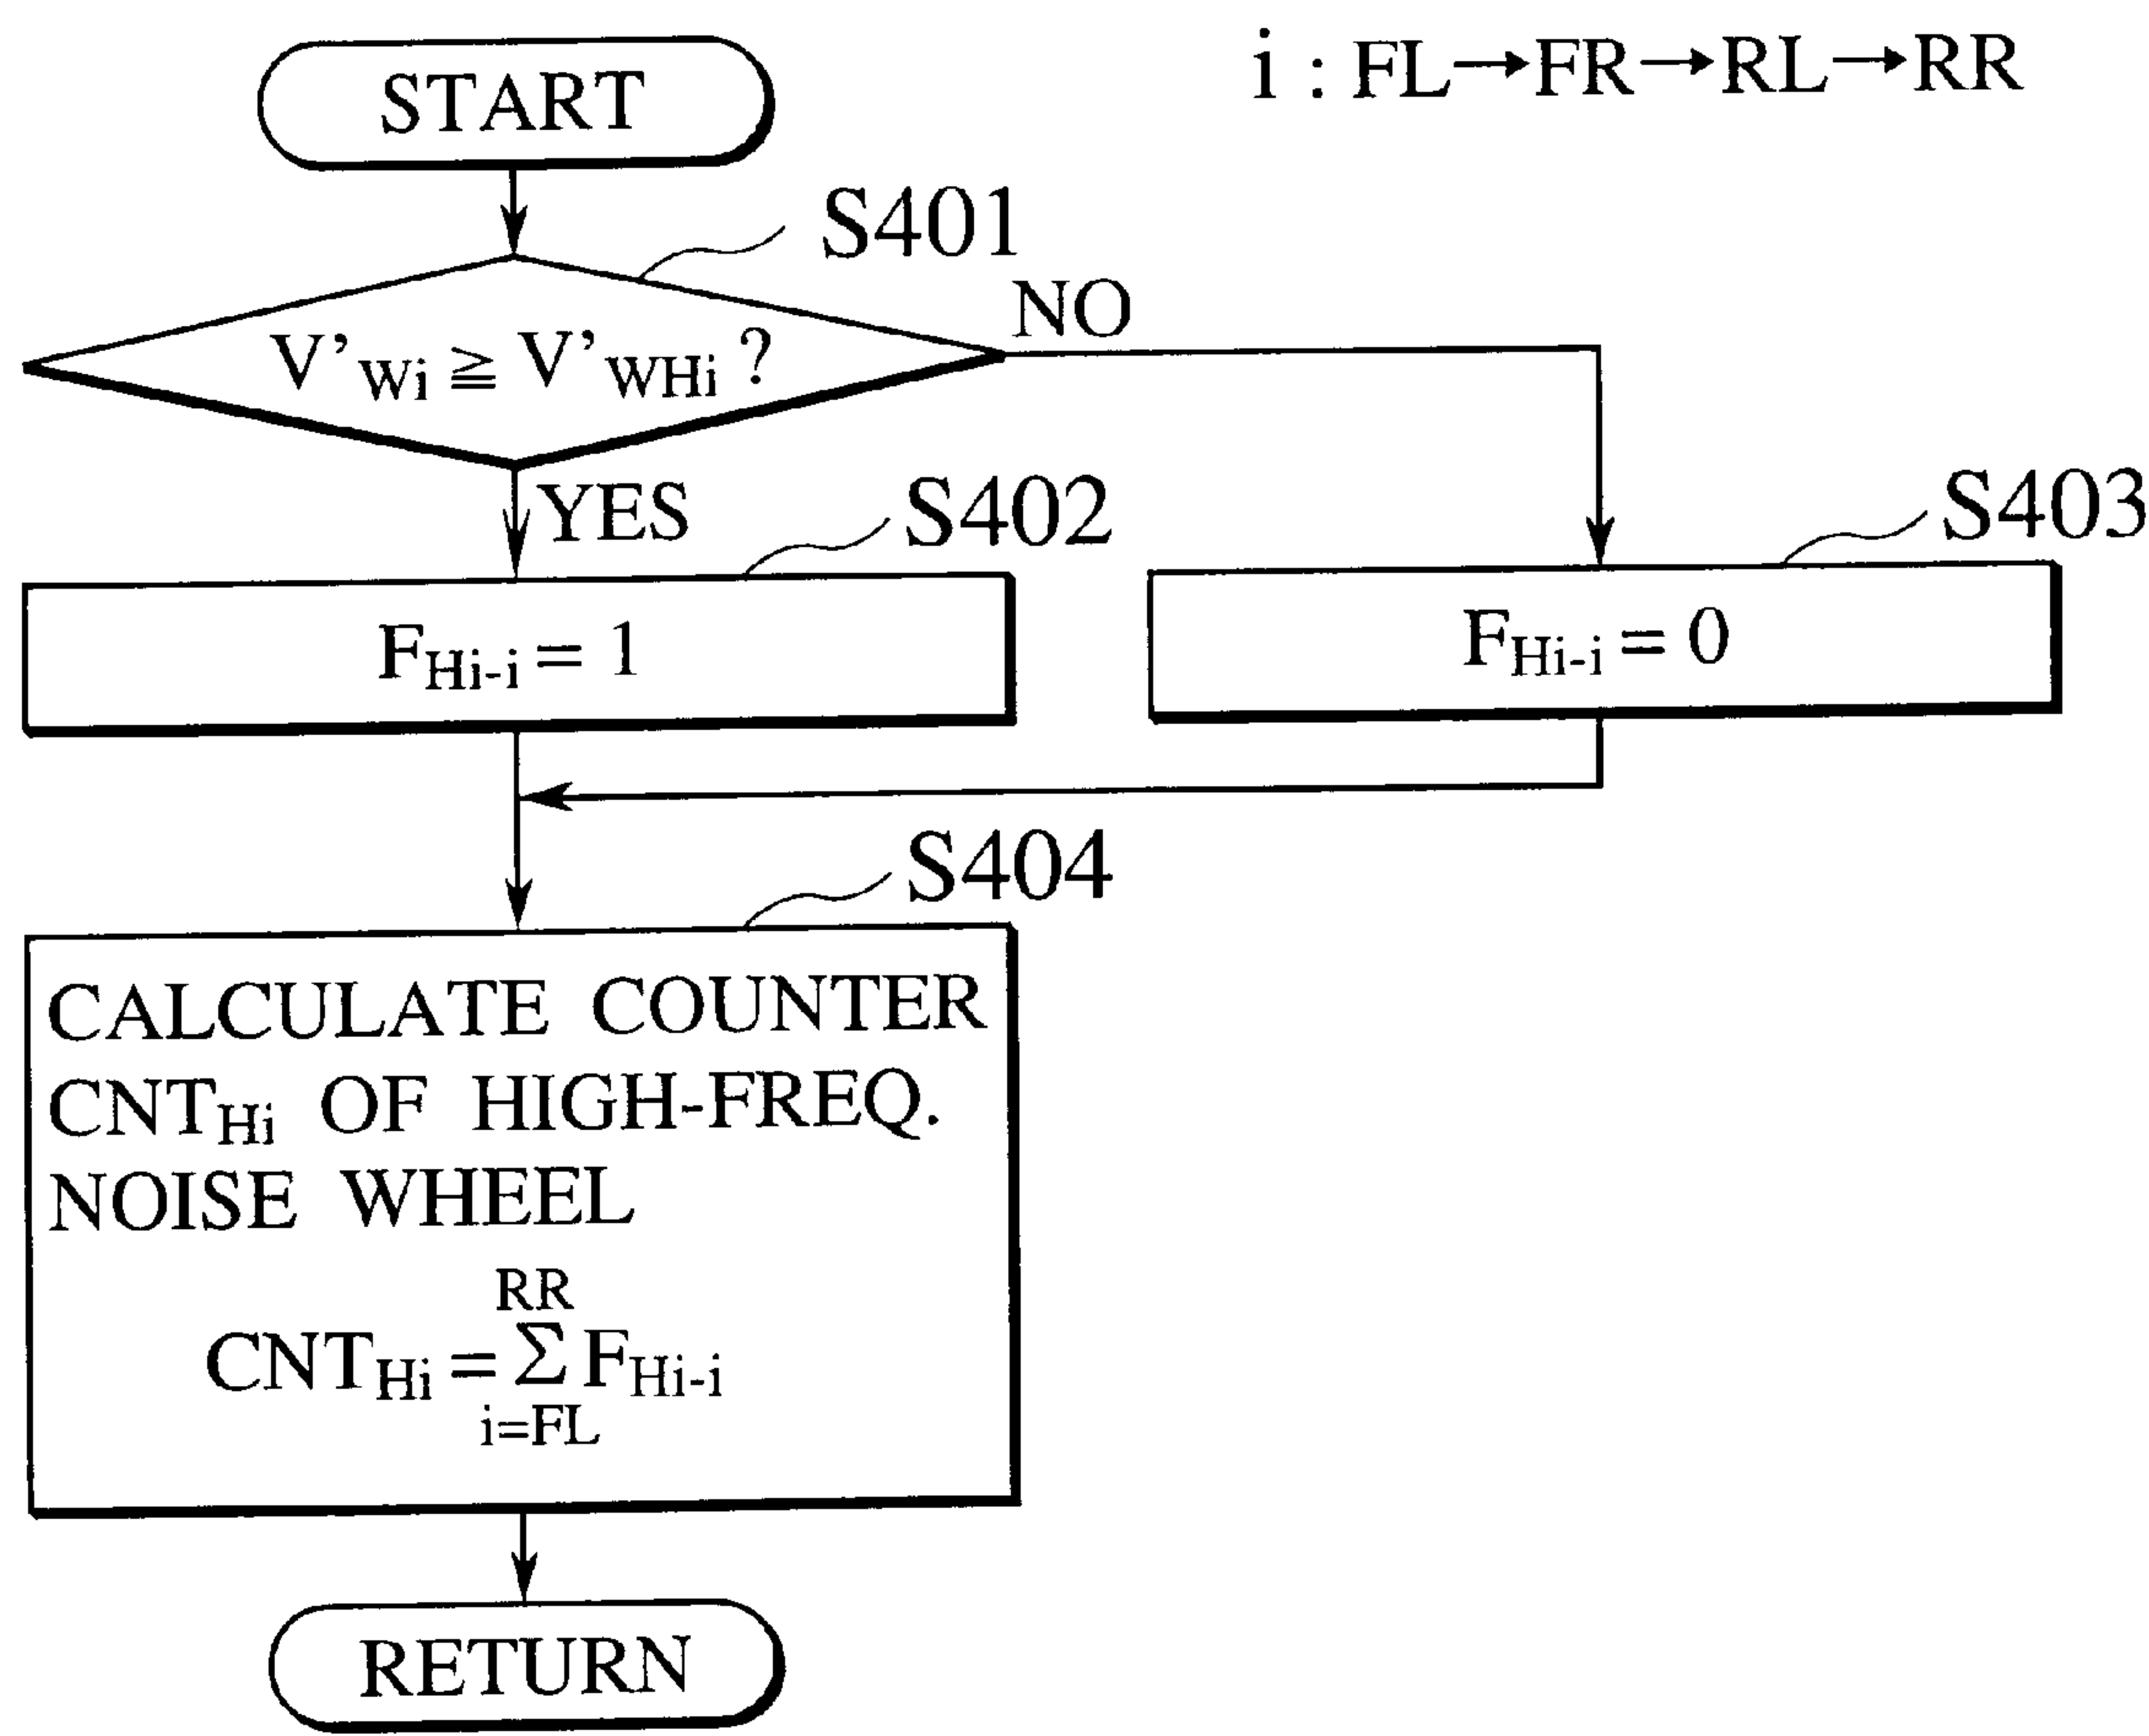 START
i : FL→FR→RL→RR
S401
V'Wi ≧ V'WHi ?
NO
YES
S402
S403
FHi-i = 1
FHi-i = 0
S404
CALCULATE COUNTER
CNTHi OF HIGH-FREQ.
NOISE WHEEL
RR
CNTHi = Σ FHi-i
i=FL
RETURN